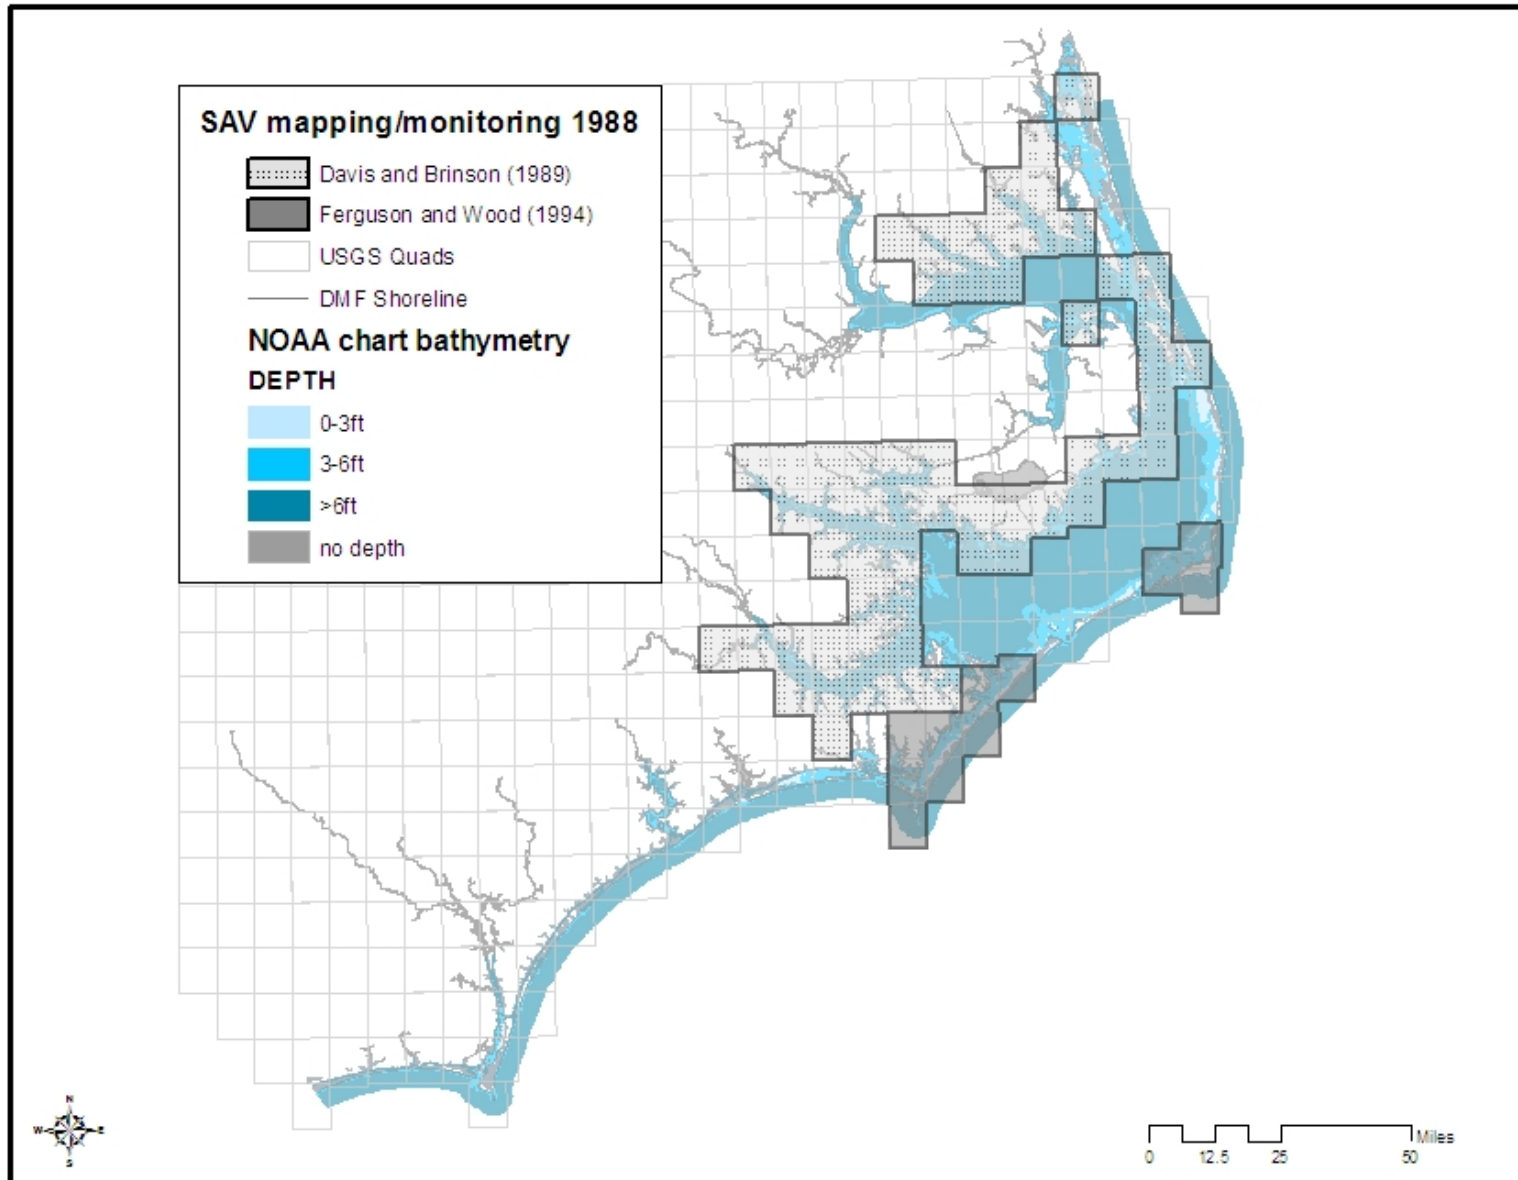 SAV mapping/monitoring 1988
Davis and Brinson (1989)
Ferguson and Wood (1994)
USGS Quads
DMF Shoreline
NOAA chart bathymetry
DEPTH
0-3ft
3-6ft
>6ft
no depth
N
W E
S
Miles
0 12.5 25 50